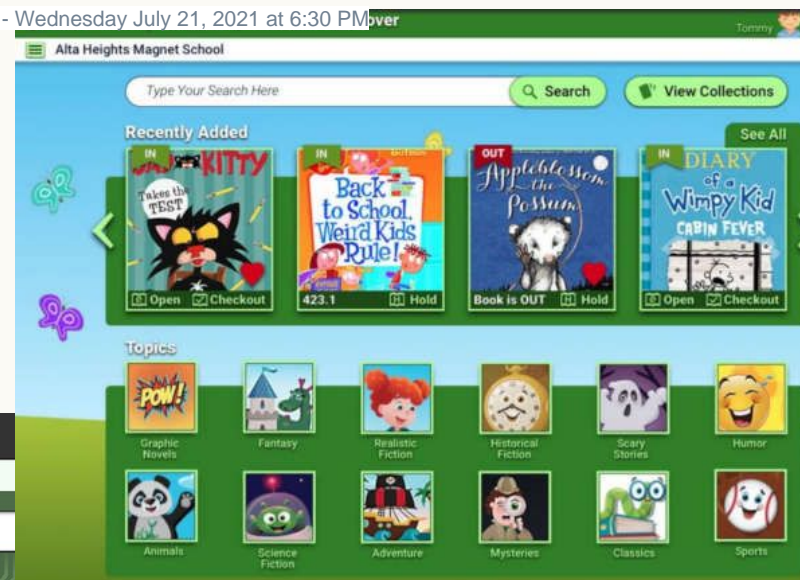 - Wednesday July 21, 2021 at 6:30 PM
over
Tommy
Alta Heights Magnet School
Type Your Search Here
Search
View Collections
Recently Added
See All
IN
KITTY
Takes the
TEST
Open
Checkout
IN
Back
to School,
Weird Kids
Rule!
423.1
Hold
OUT
Appleblossom
the
Possum
Book is OUT
Hold
IN
DIARY
of a
Wimpy Kid
CABIN FEVER
Open
Checkout
Topics
POW!
Graphic
Novels
Fantasy
Realistic
Fiction
Historical
Fiction
Scary
Stories
Humor
Animals
Science
Fiction
Adventure
Mysteries
Classics
Sports